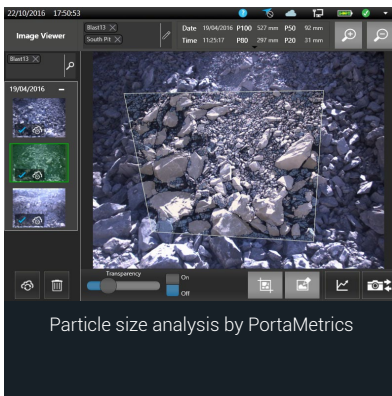 22/10/2016 17:50:53
Image Viewer
Blast13 ×
South Pit ×
Date 19/04/2016 P100 527 mm P50 92 mm
Time 11:25:17 P80 297 mm P20 31 mm
Blast13 ×
19/04/2016 –
Transparency
On
Off
Particle size analysis by PortaMetrics